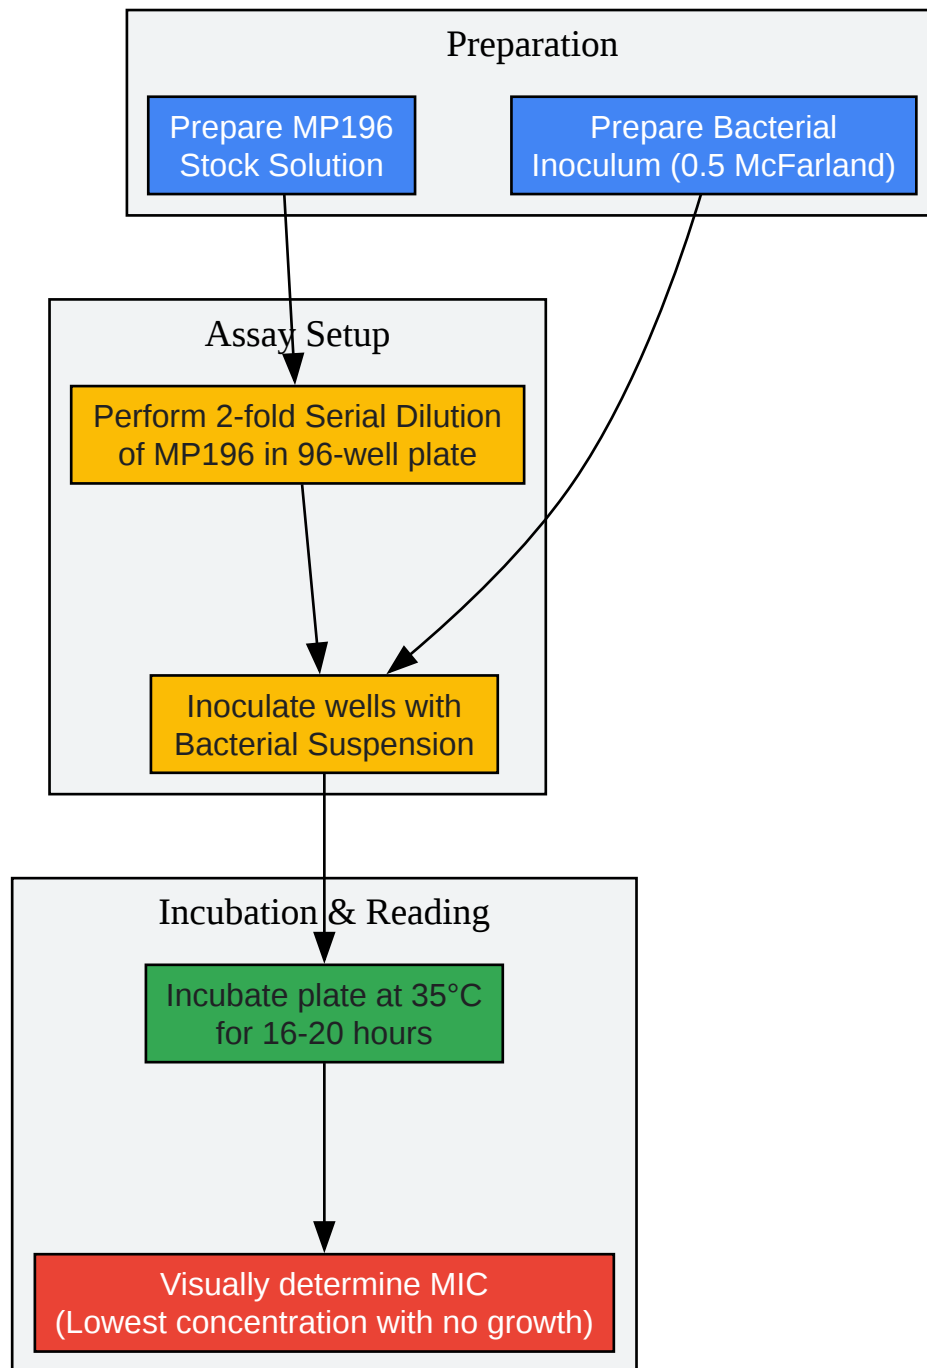 Preparation
Prepare MP196
Stock Solution
Prepare Bacterial
Inoculum (0.5 McFarland)
Assay Setup
Perform 2-fold Serial Dilution
of MP196 in 96-well plate
Inoculate wells with
Bacterial Suspension
Incubation & Reading
Incubate plate at 35°C
for 16-20 hours
Visually determine MIC
(Lowest concentration with no growth)